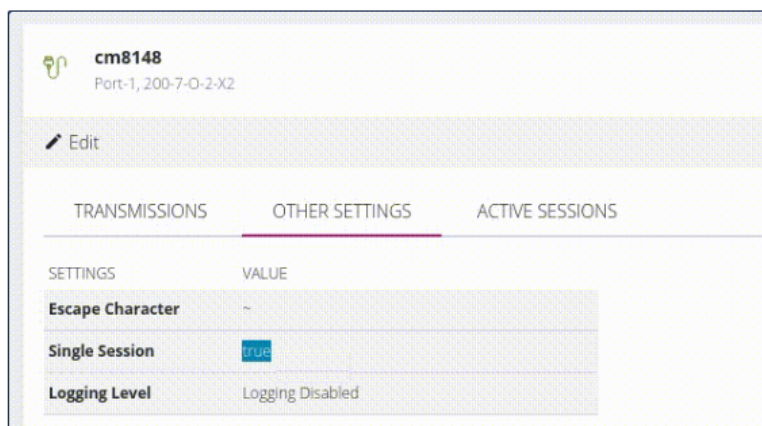 cm8148
Port-1, 200-7-O-2-X2
Edit
TRANSMISSIONS OTHER SETTINGS ACTIVE SESSIONS
SETTINGS VALUE
Escape Character ~
Single Session true
Logging Level Logging Disabled